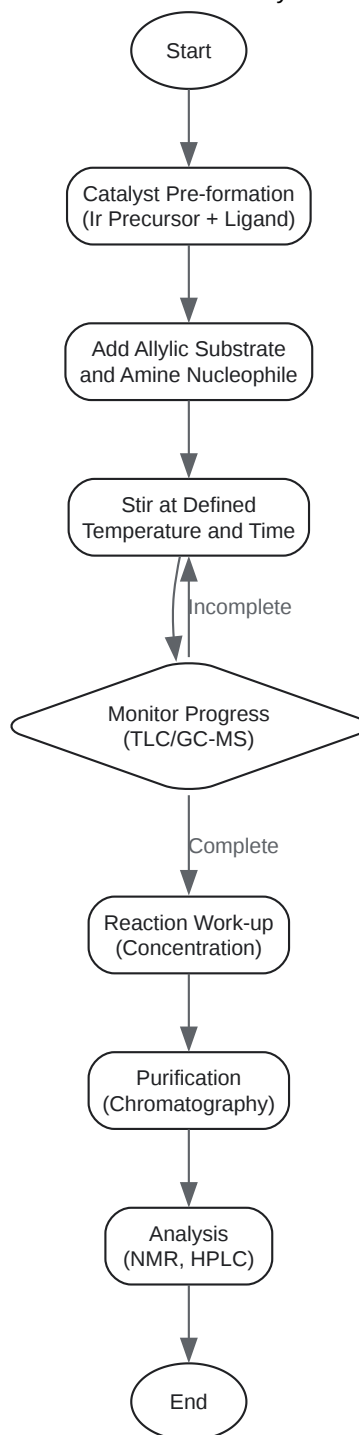 Start
Catalyst Pre-formation
(Ir Precursor + Ligand)
Add Allylic Substrate
and Amine Nucleophile
Stir at Defined
Temperature and Time
Incomplete
Monitor Progress
(TLC/GC-MS)
Complete
Reaction Work-up
(Concentration)
Purification
(Chromatography)
Analysis
(NMR, HPLC)
End